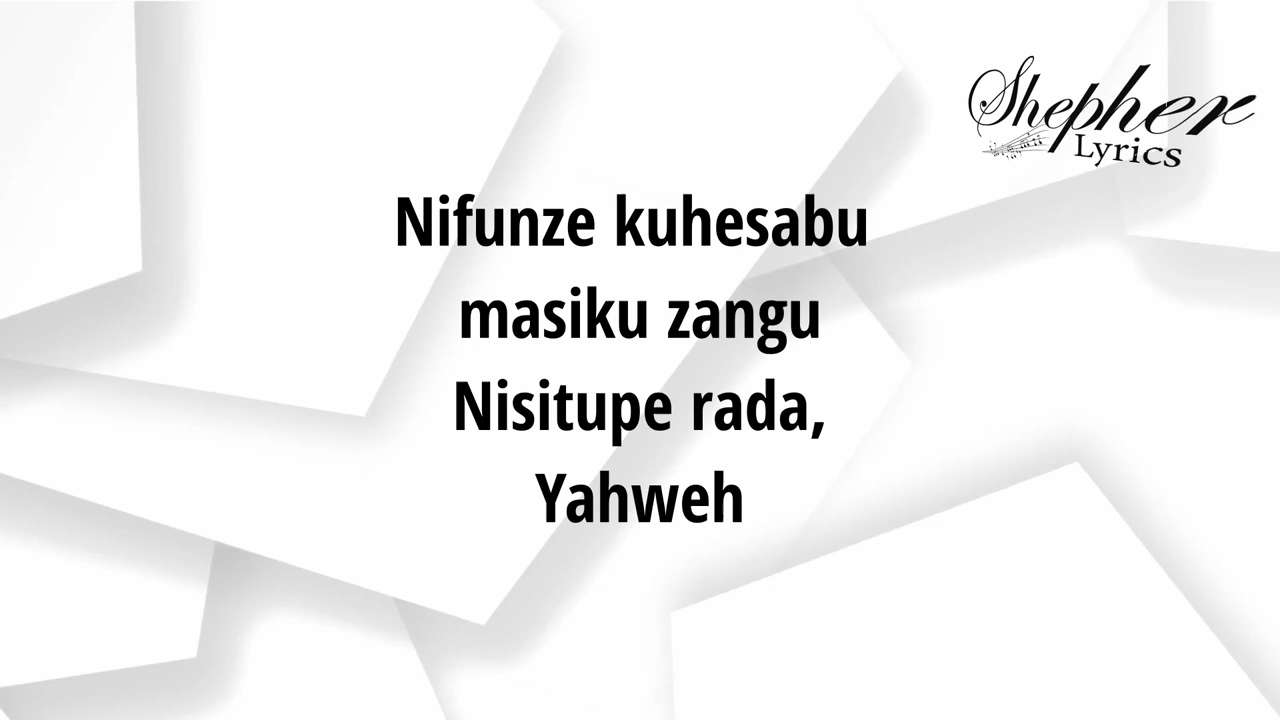 Shepher
Lyrics
Nifunze kuhesabu
masiku zangu
Nisitupe rada,
Yahweh